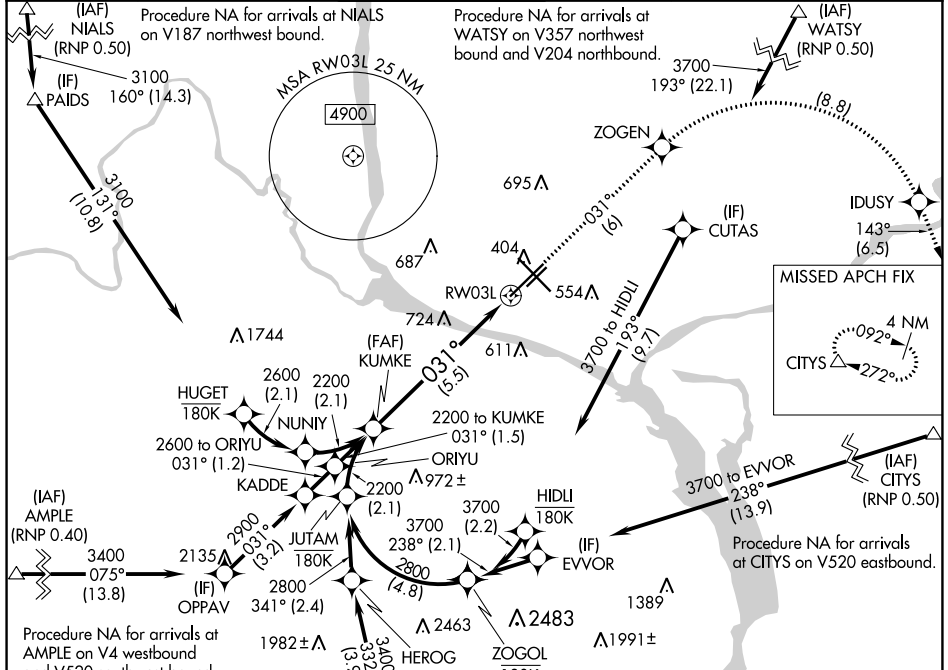 (IAF)
NIALS
(RNP 0.50)
Procedure NA for arrivals at NIALS
on V187 northwest bound.
Procedure NA for arrivals at
WATSY on V357 northwest
bound and V204 northbound.
(IAF)
WATSY
(RNP 0.50)
3100
160° (14.3)
(IF)
PAIDS
MSA RW03L 25 NM
4900
3700
193° (22.1)
(8.8)
ZOGEN
3100
131°
(10.8)
695
031°
(6)
IDUSY
143°
(6.5)
(IF)
CUTAS
687
404
RW03L
554
MISSED APCH FIX
4 NM
092°
CITYS
272°
724
1744
(FAF)
KUMKE
031°
(5.5)
611
3700 to HIDLI
193°
(9.7)
HUGET
180K
2600
(2.1)
2200
(2.1)
NUNIY
2200 to KUMKE
031° (1.5)
2600 to ORIYU
031° (1.2)
ORIYU
KADDE
972±
2200
(2.1)
3700 to EVVOR
238°
(13.9)
(IAF)
CITYS
(RNP 0.50)
(IAF)
AMPLE
(RNP 0.40)
2900
031°
(3.2)
JUTAM
180K
3700
238° (2.1)
3700
(2.2)
HIDLI
180K
(IF)
EVVOR
Procedure NA for arrivals
at CITYS on V520 eastbound.
3400
075°
(13.8)
2135
(IF)
OPPAV
2800
341° (2.4)
2800
(4.8)
1389
Procedure NA for arrivals at
AMPLE on V4 westbound
1982±
3400
332°
HEROG
2463
2483
ZOGOL
1991±